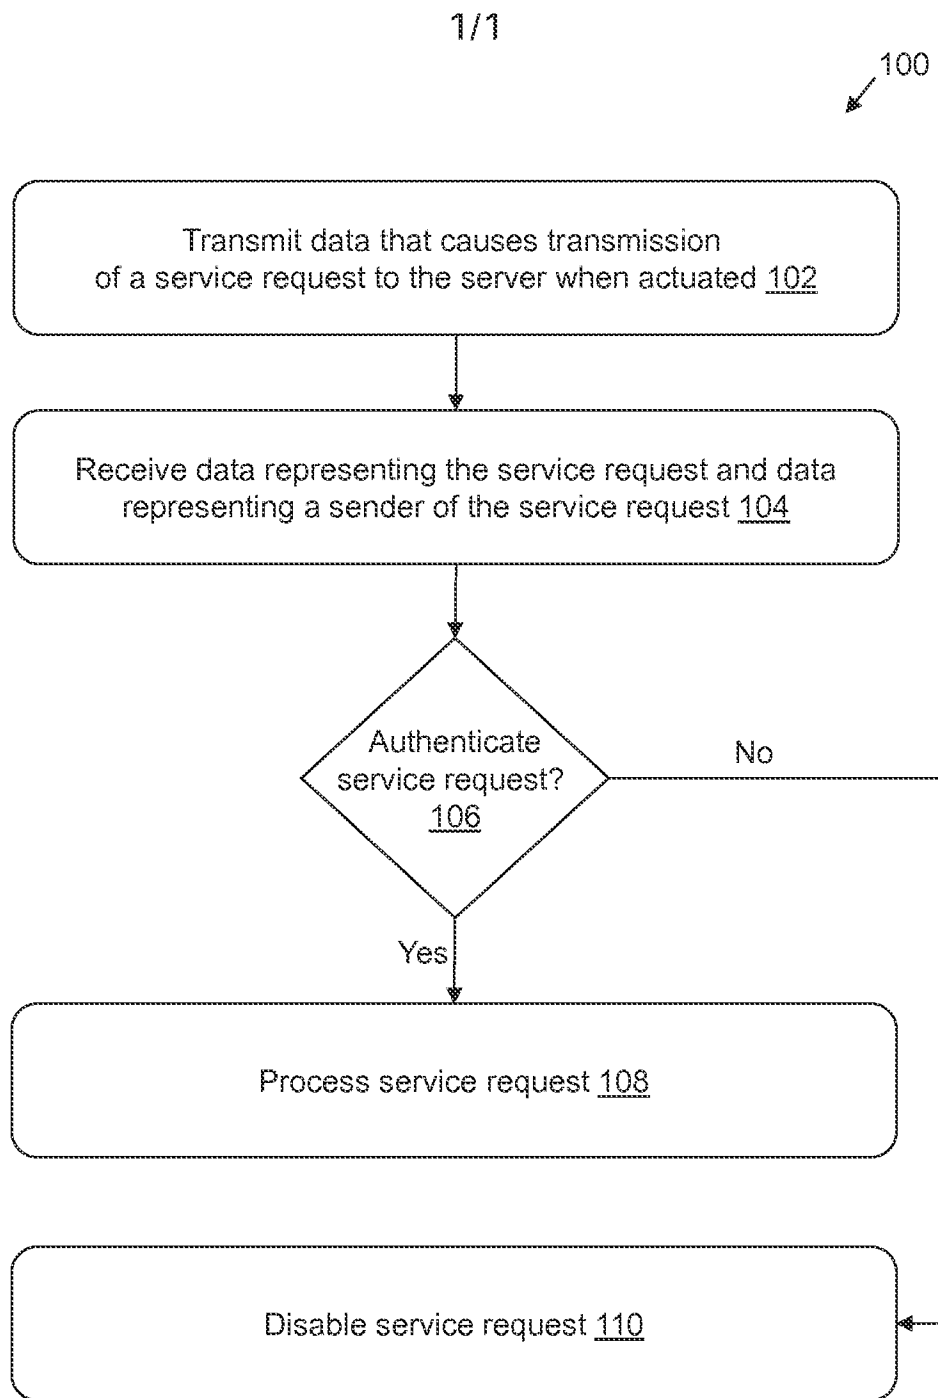 1/1
100
Transmit data that causes transmission
of a service request to the server when actuated 102
Receive data representing the service request and data
representing a sender of the service request 104
Authenticate
service request?
106
No
Yes
Process service request 108
Disable service request 110